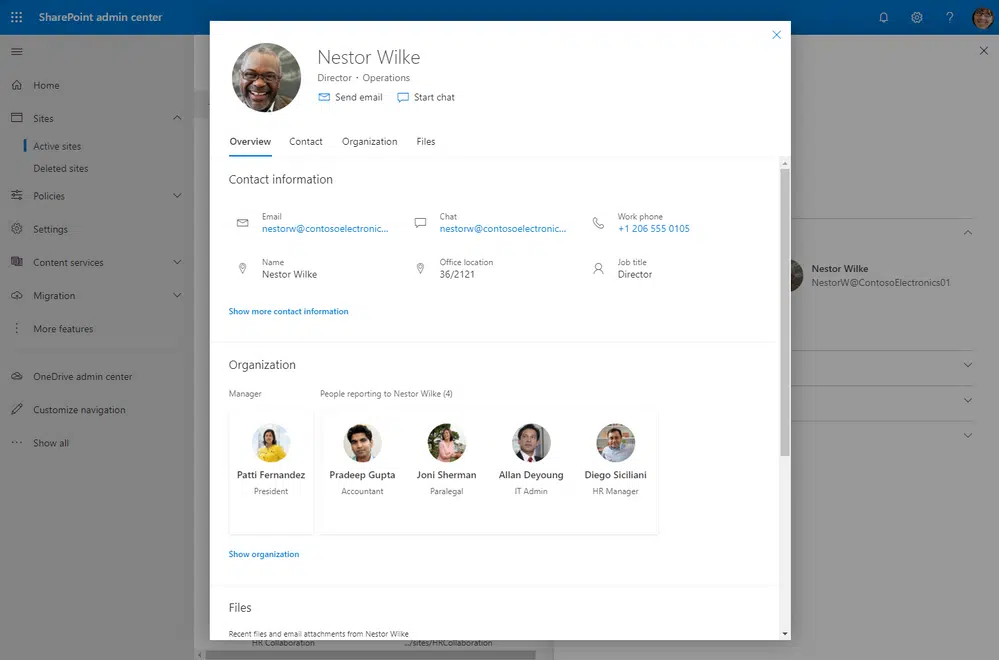 SharePoint admin center
?
Home
Sites
Active sites
Deleted sites
Policies
Settings
Content services
Migration
More features
OneDrive admin center
Customize navigation
Show all
Nestor Wilke
Director · Operations
Send email
Start chat
Overview
Contact
Organization
Files
Contact information
Email
nestorw@contosoelectronic...
Chat
nestorw@contosoelectronic...
Work phone
+1 206 555 0105
Name
Nestor Wilke
Office location
36/2121
Job title
Director
Show more contact information
Organization
Manager
People reporting to Nestor Wilke (4)
Patti Fernandez
President
Pradeep Gupta
Accountant
Joni Sherman
Paralegal
Allan Deyoung
IT Admin
Diego Siciliani
HR Manager
Show organization
Files
Recent files and email attachments from Nestor Wilke
HR Collaboration
.../sites/HRCollaboration
Nestor Wilke
NestorW@ContosoElectronics01